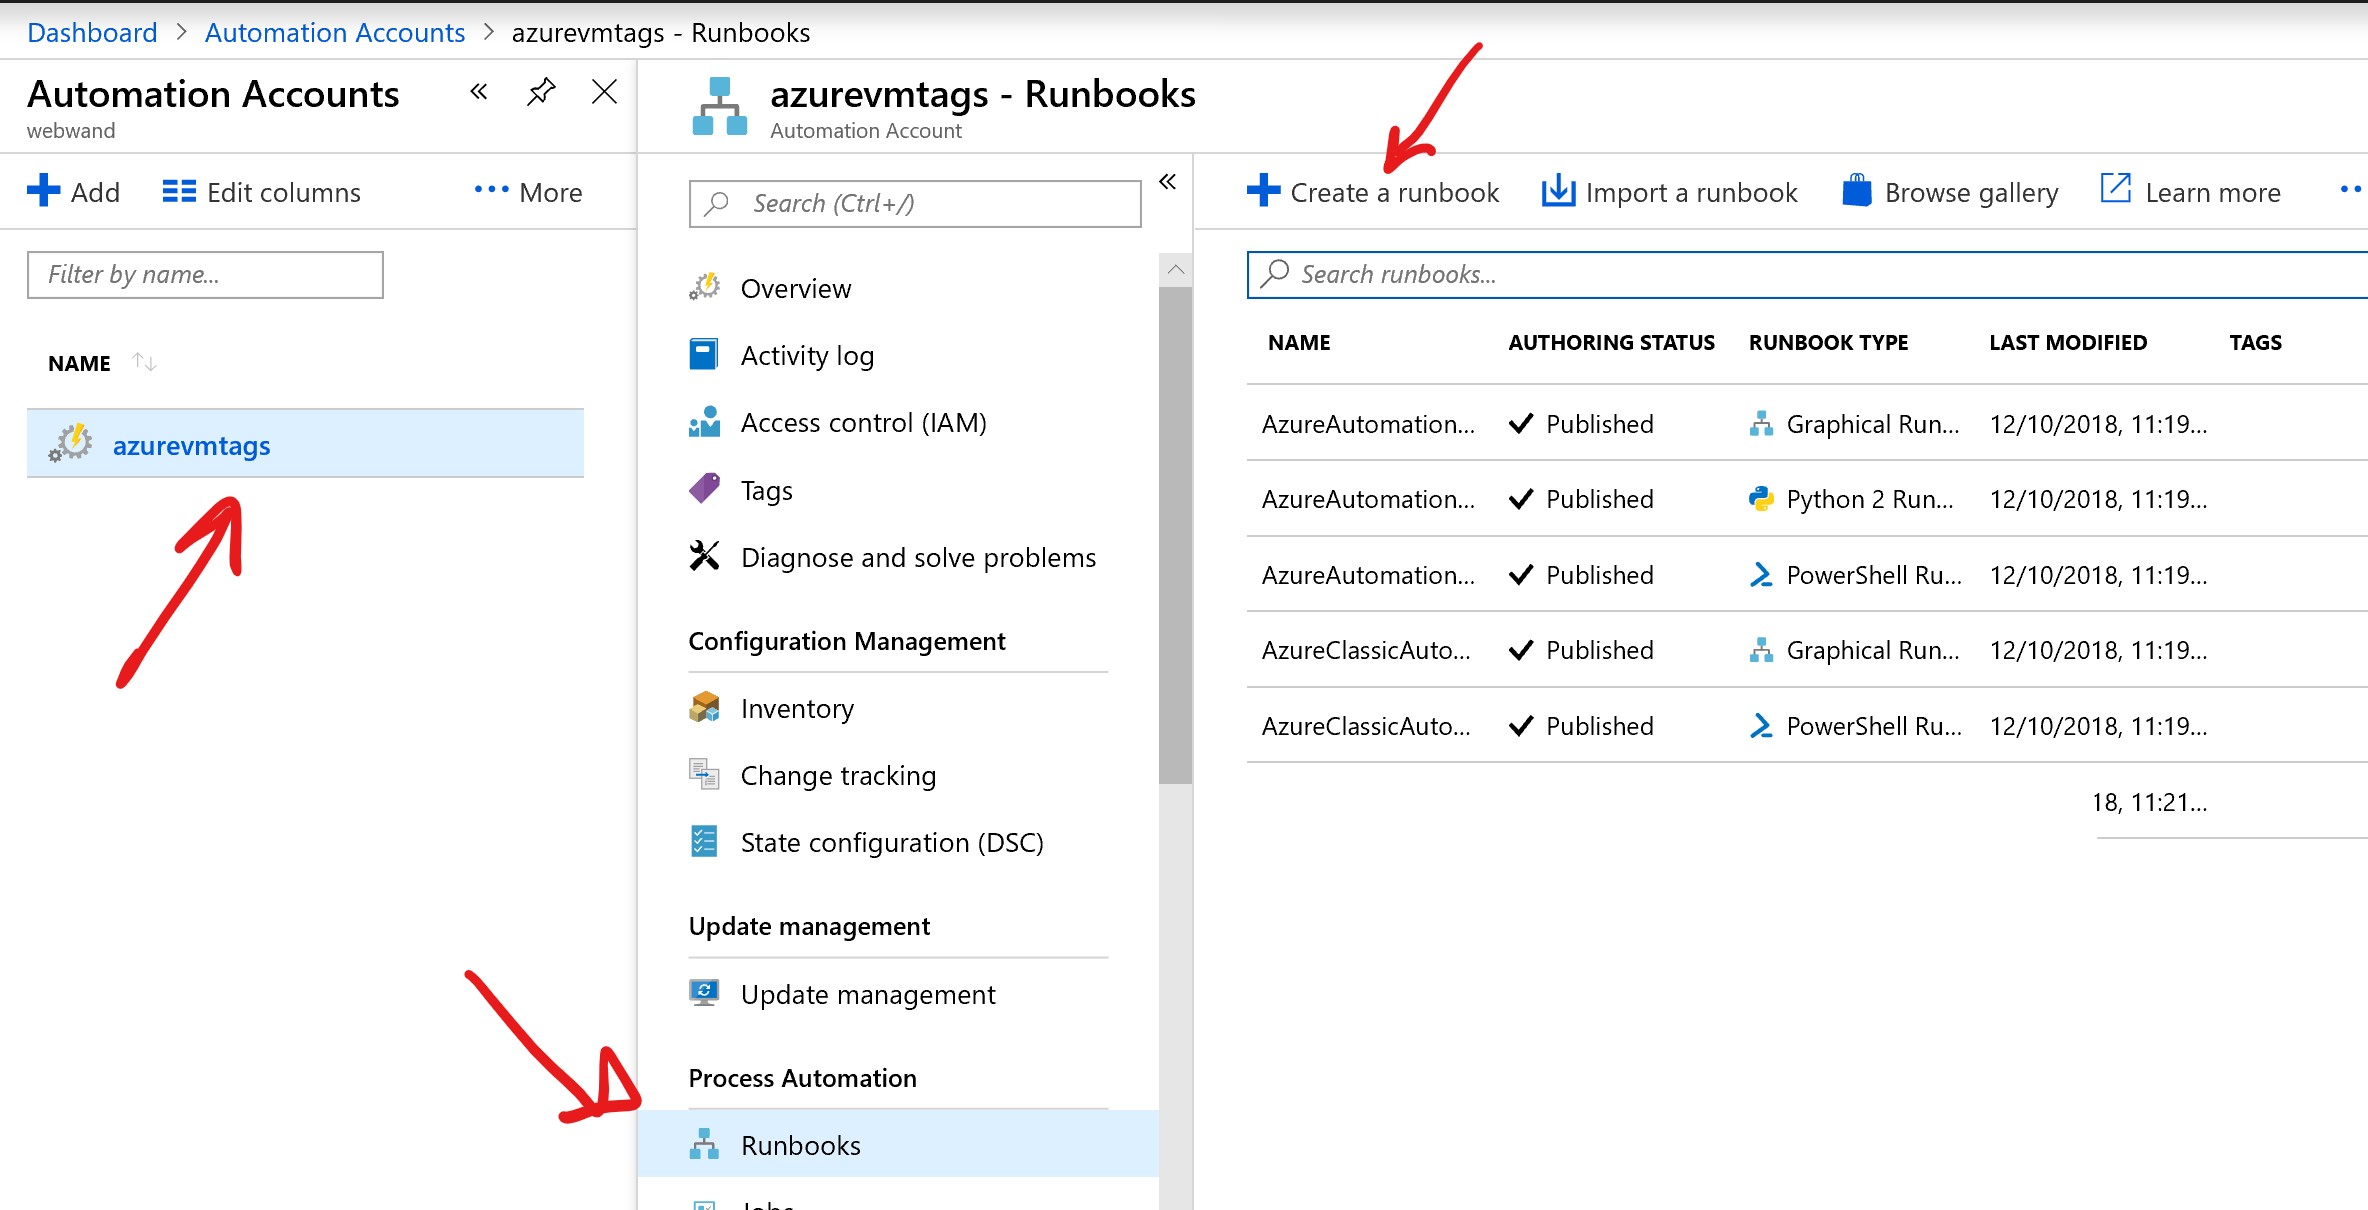 Dashboard > Automation Accounts > azurevmtags - Runbooks
Automation Accounts
webwand
Add Edit columns ··· More
Filter by name...
NAME
azurevmtags
azurevmtags - Runbooks
Automation Account
Search (Ctrl+/)
Overview
Activity log
Access control (IAM)
Tags
Diagnose and solve problems
Configuration Management
Inventory
Change tracking
State configuration (DSC)
Update management
Update management
Process Automation
Runbooks
Create a runbook Import a runbook Browse gallery Learn more
Search runbooks...
NAME AUTHORING STATUS RUNBOOK TYPE LAST MODIFIED TAGS
AzureAutomation... Published Graphical Run... 12/10/2018, 11:19...
AzureAutomation... Published Python 2 Run... 12/10/2018, 11:19...
AzureAutomation... Published PowerShell Ru... 12/10/2018, 11:19...
AzureClassicAuto... Published Graphical Run... 12/10/2018, 11:19...
AzureClassicAuto... Published PowerShell Ru... 12/10/2018, 11:19...
18, 11:21...